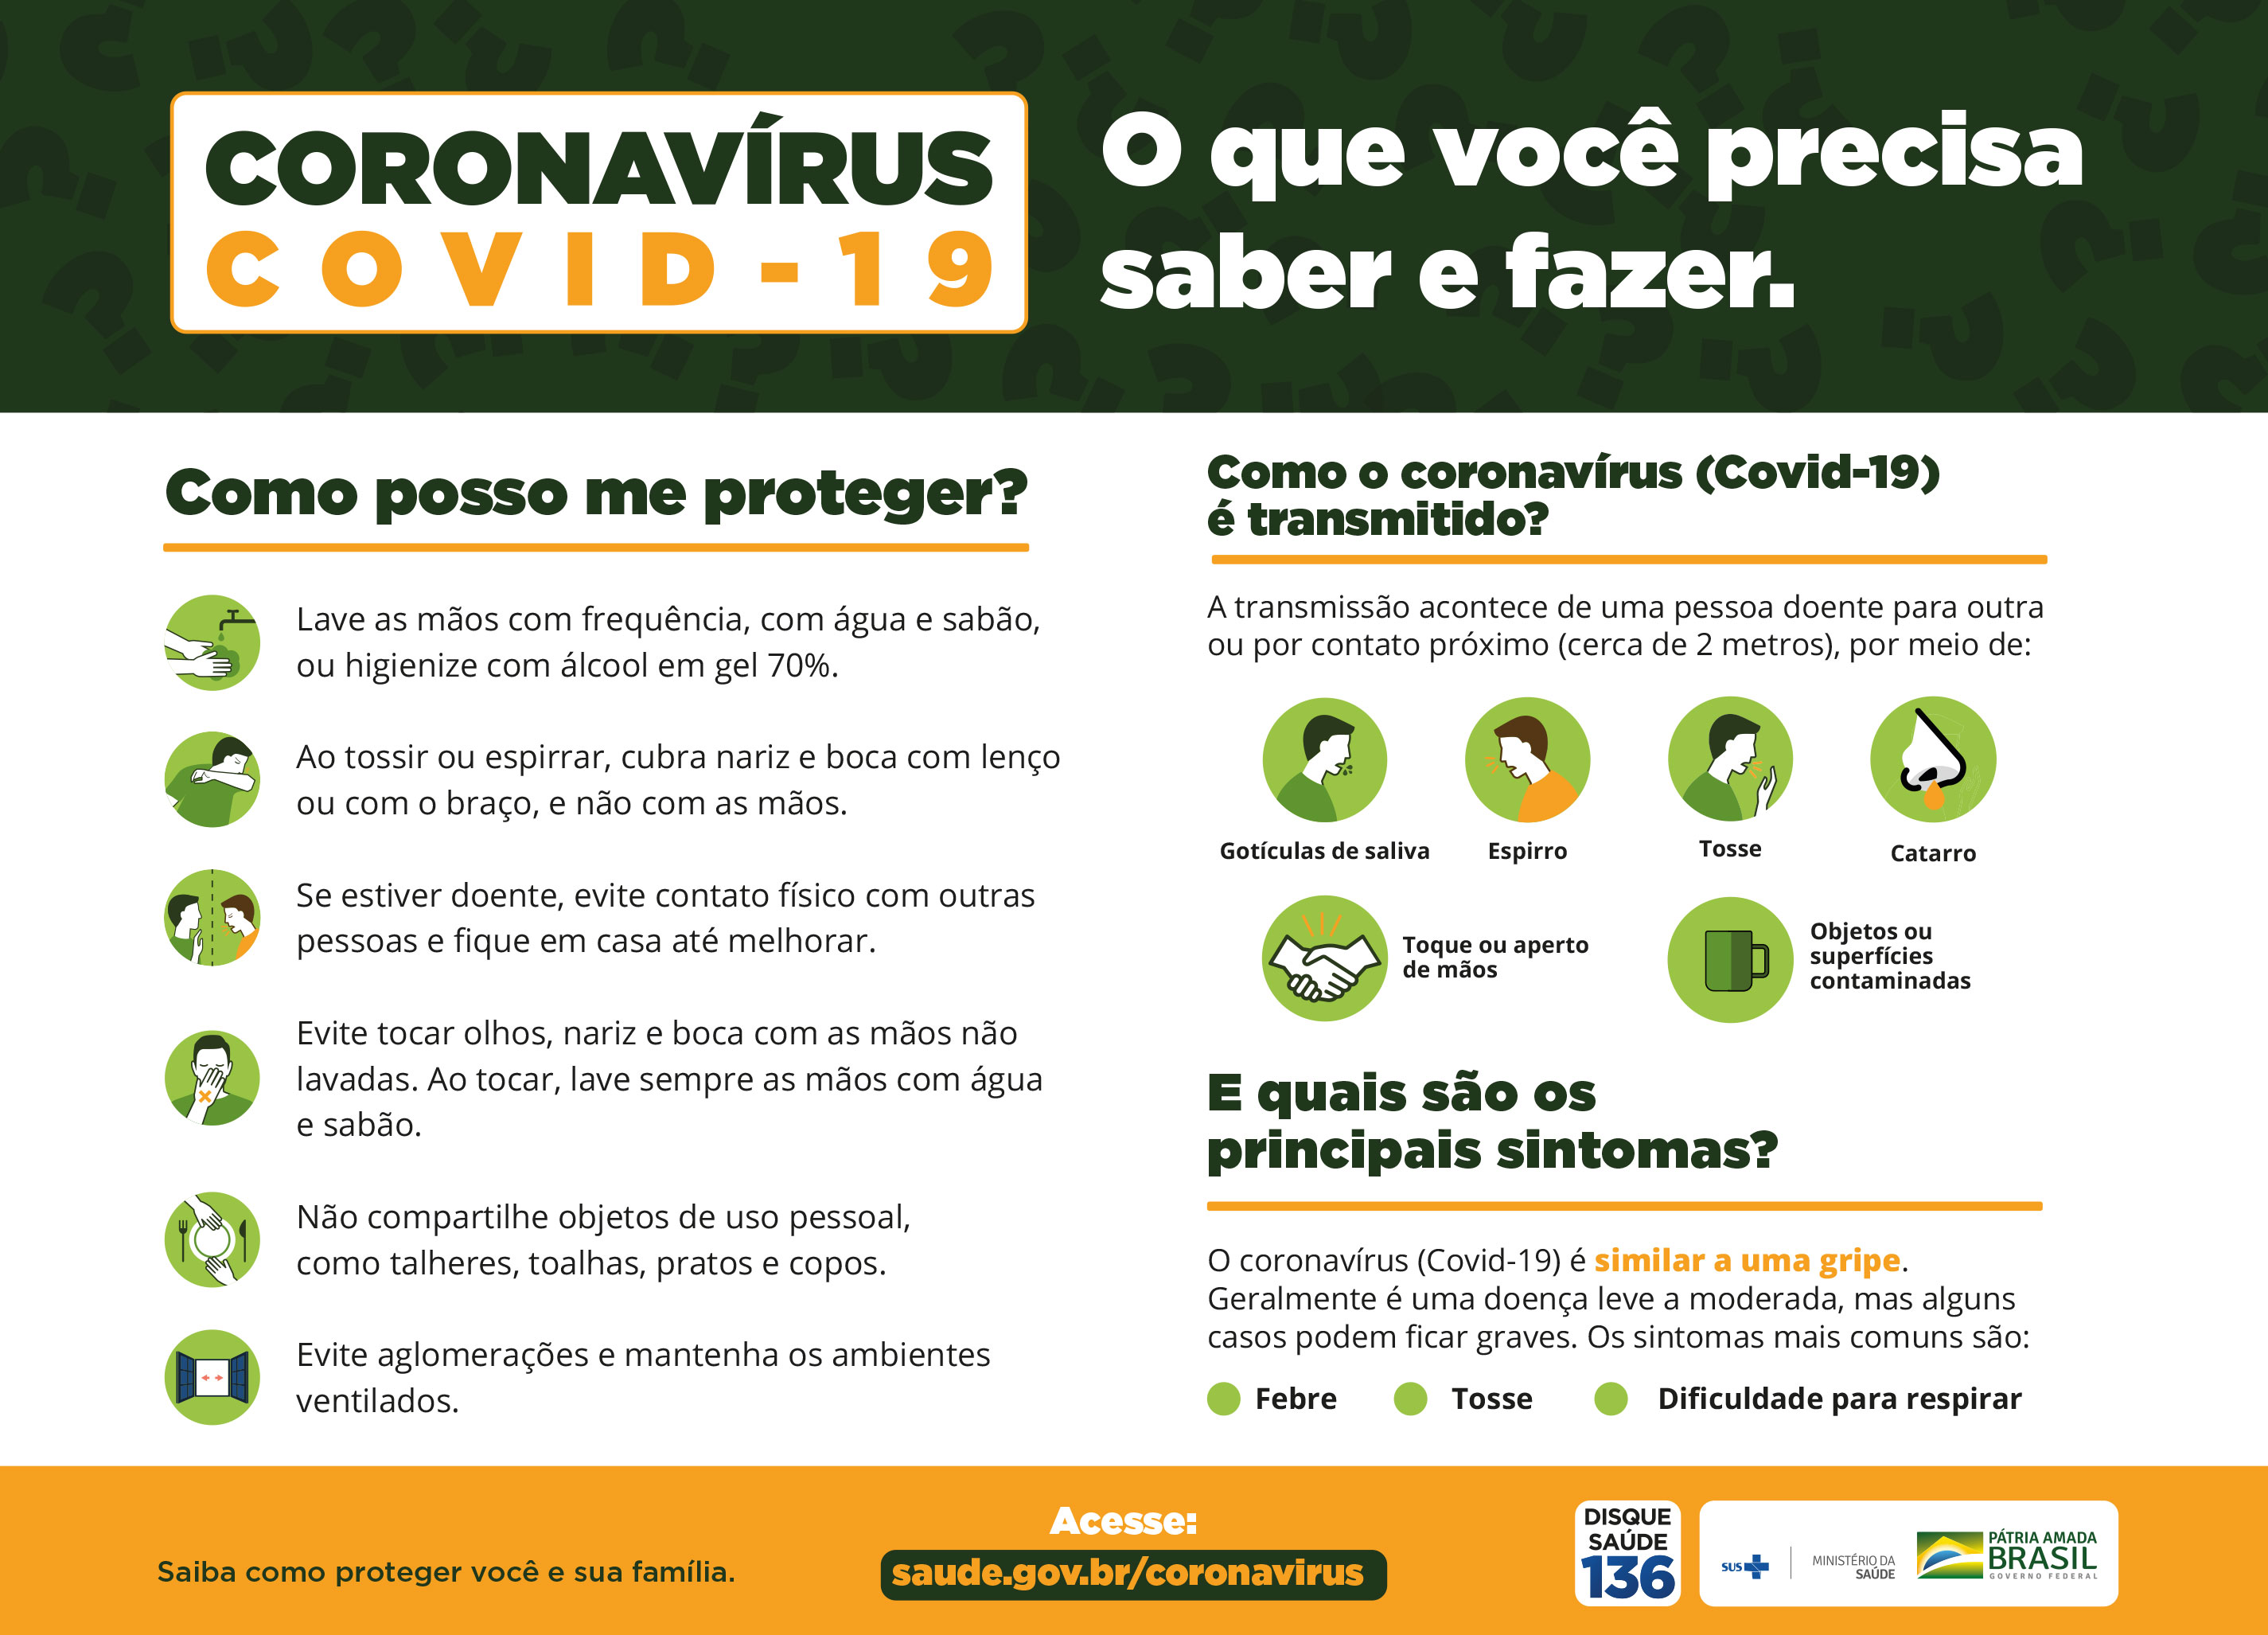 CORONAVÍRUS
COVID-19
O que você precisa
saber e fazer.
Como posso me proteger?
Lave as mãos com frequência, com água e sabão,
ou higienize com álcool em gel 70%.
Ao tossir ou espirrar, cubra nariz e boca com lenço
ou com o braço, e não com as mãos.
Se estiver doente, evite contato físico com outras
pessoas e fique em casa até melhorar.
Evite tocar olhos, nariz e boca com as mãos não
lavadas. Ao tocar, lave sempre as mãos com água
e sabão.
Não compartilhe objetos de uso pessoal,
como talheres, toalhas, pratos e copos.
Evite aglomerações e mantenha os ambientes
ventilados.
Como o coronavírus (Covid-19)
é transmitido?
A transmissão acontece de uma pessoa doente para outra
ou por contato próximo (cerca de 2 metros), por meio de:
Gotículas de saliva
Espirro
Tosse
Catarro
Toque ou aperto
de mãos
Objetos ou
superfícies
contaminadas
E quais são os
principais sintomas?
O coronavírus (Covid-19) é similar a uma gripe.
Geralmente é uma doença leve a moderada, mas alguns
casos podem ficar graves. Os sintomas mais comuns são:
Febre
Tosse
Dificuldade para respirar
Saiba como proteger você e sua família.
Acesse:
saude.gov.br/coronavirus
DISQUE
SAÚDE
136
SUS
MINISTÉRIO DA
SAÚDE
PÁTRIA AMADA
BRASIL
GOVERNO FEDERAL